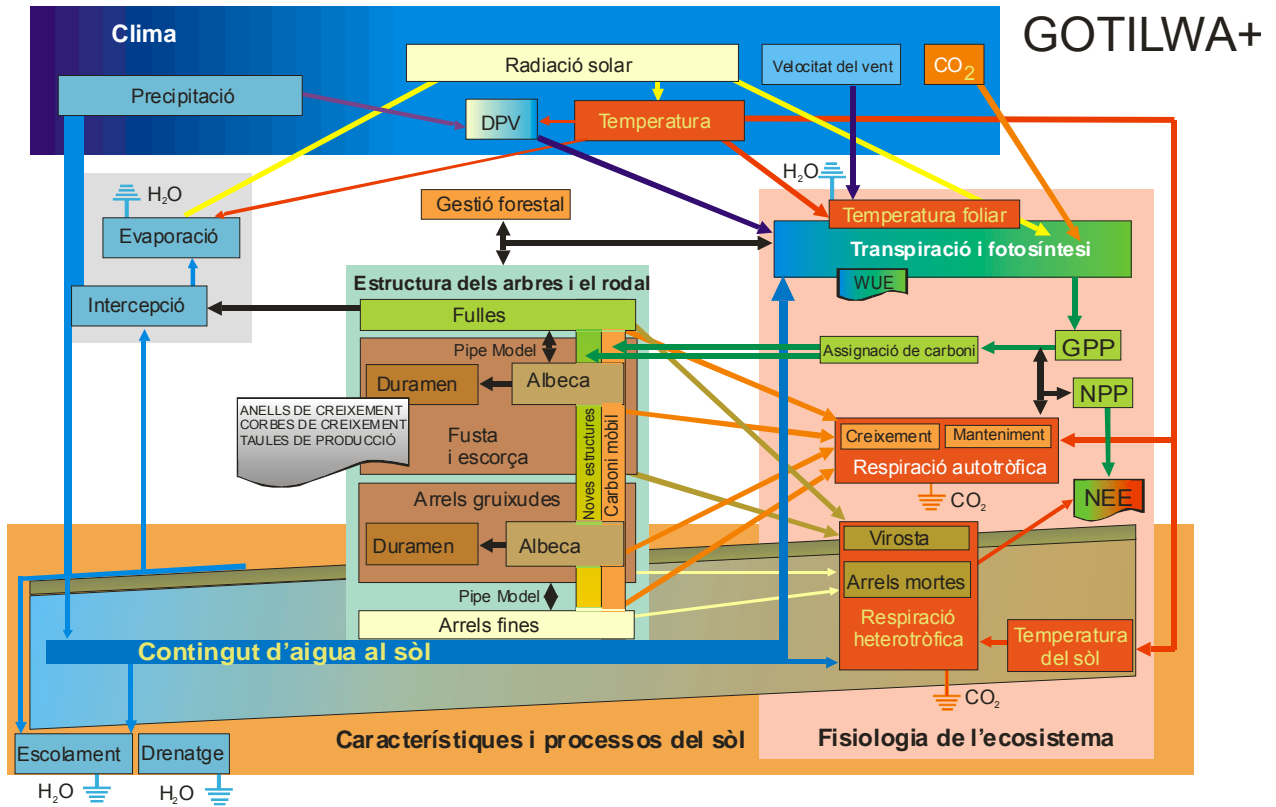 GOTILWA+
Clima
Radiació solar
Velocitat del vent
CO2
Precipitació
DPV
Temperatura
H2O
H2O
Gestió forestal
Temperatura foliar
Evaporació
Transpiració i fotosíntesi
Estructura dels arbres i el rodal
WUE
Intercepció
Fulles
Pipe Model
Assignació de carboni
GPP
Duramen
Albeca
NPP
ANELLS DE CREIXEMENT
CORBES DE CREIXEMENT
TAULES DE PRODUCCIÓ
Fusta
i escorça
Noves estructures
Carboni mòbil
Creixement
Manteniment
Respiració autotròfica
Arrels gruixudes
CO2
NEE
Duramen
Albeca
Virosta
Arrels mortes
Pipe Model
Arrels fines
Respiració
heterotròfica
Temperatura
del sòl
Contingut d'aigua al sòl
CO2
Escolament
Drenatge
Característiques i processos del sòl
Fisiologia de l'ecosistema
H2O
H2O